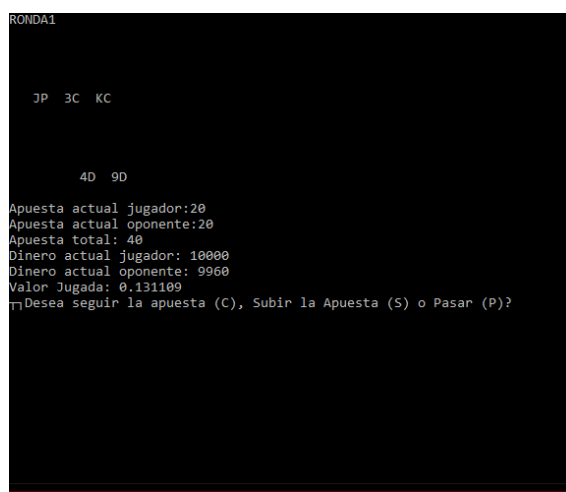 RONDA1
JP 3C KC
4D 9D
Apuesta actual jugador:20
Apuesta actual oponente:20
Apuesta total: 40
Dinero actual jugador: 10000
Dinero actual oponente: 9960
Valor Jugada: 0.131109
┬┐Desea seguir la apuesta (C), Subir la Apuesta (S) o Pasar (P)?